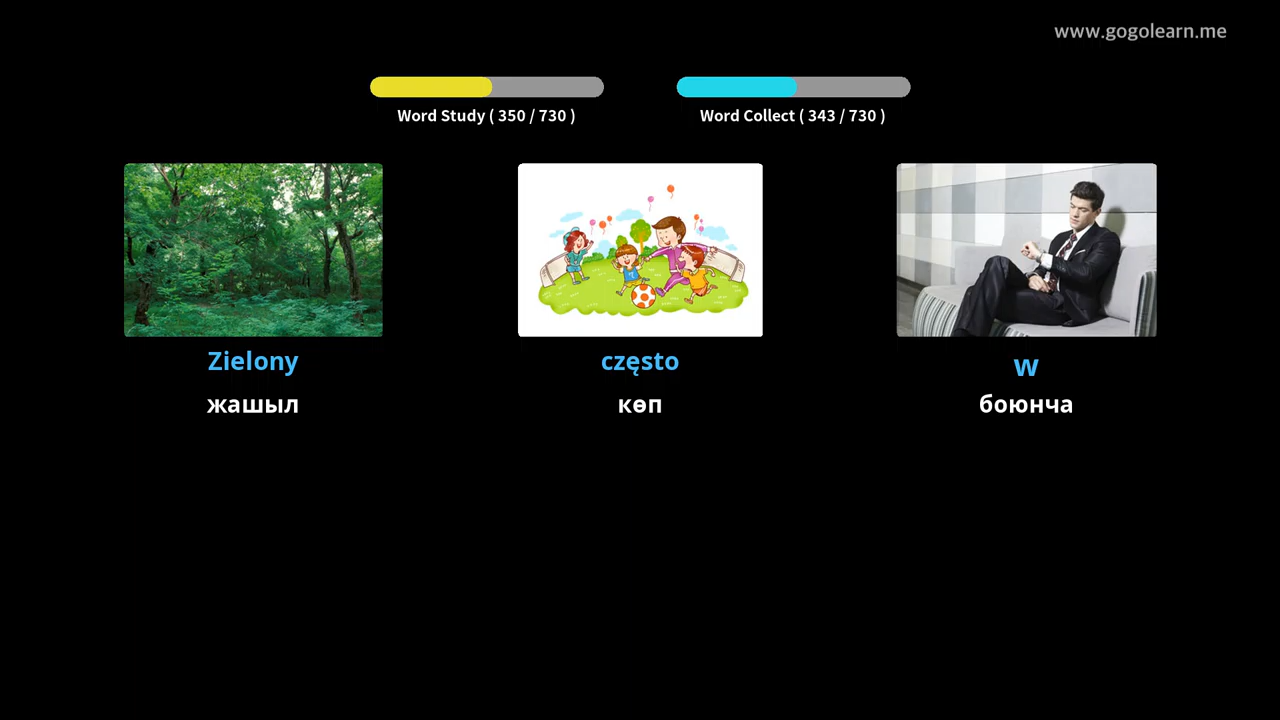 www.gogolearn.me
Word Study ( 350 / 730 )
Word Collect ( 343 / 730 )
Zielony
często
w
жашыл
көп
боюнча